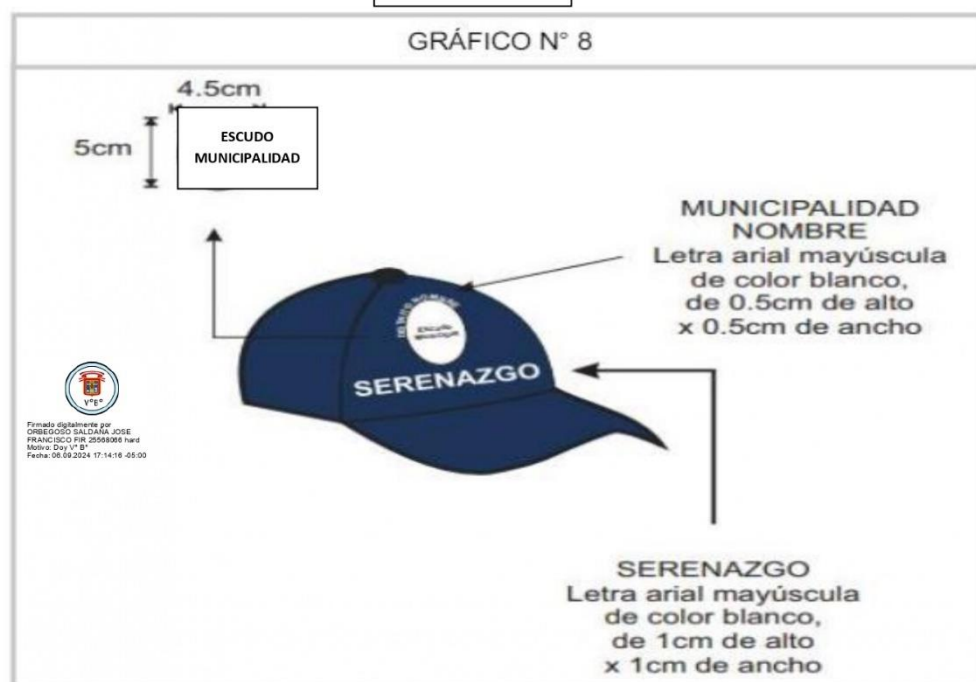 GRÁFICO N° 8
4.5cm
5cm
ESCUDO
MUNICIPALIDAD
MUNICIPALIDAD
NOMBRE
Letra arial mayúscula
de color blanco,
de 0.5cm de alto
x 0.5cm de ancho
NOMBRE
Escudo
Municipal
SERENAZGO
V°B°
Firmado digitalmente por
ORBEGOSO SALDAÑA JOSE
FRANCISCO FIR 25568066 hard
Motivo: Doy V° B°
Fecha: 06.09.2024 17:14:16 -05:00
SERENAZGO
Letra arial mayúscula
de color blanco,
de 1cm de alto
x 1cm de ancho